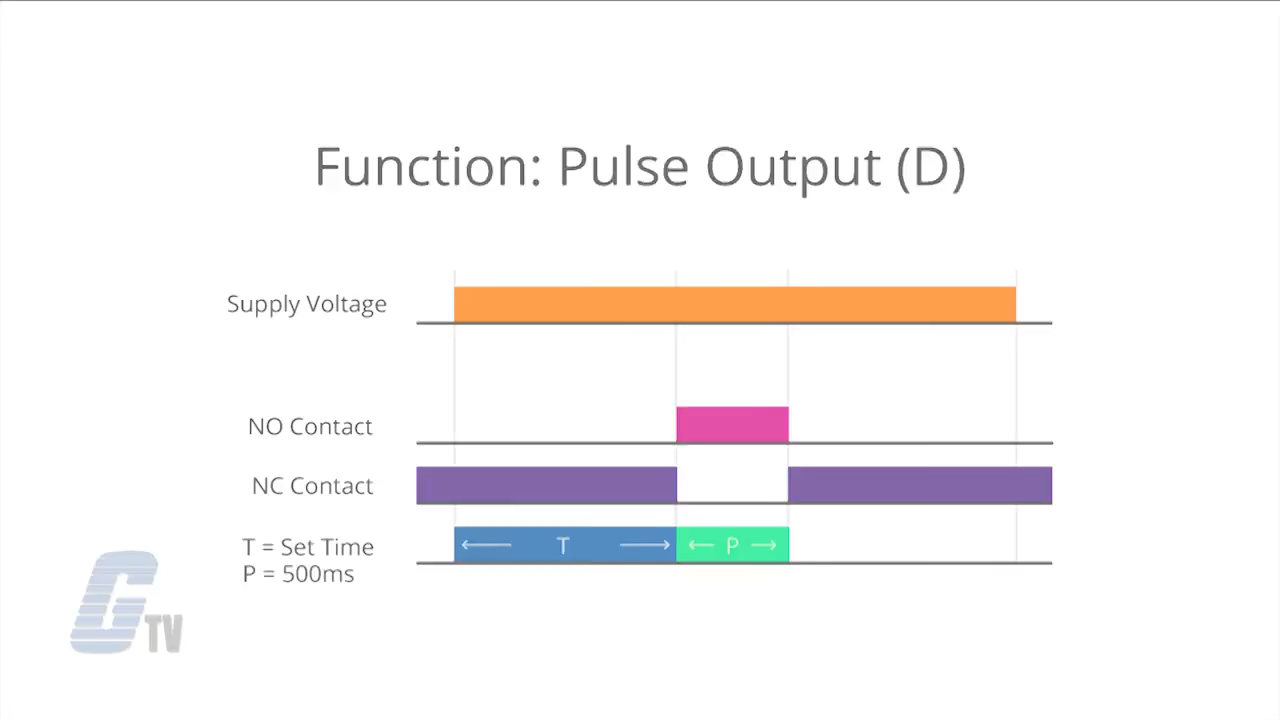 Function: Pulse Output (D)
Supply Voltage
NO Contact
NC Contact
T = Set Time
P = 500ms
T
P
G TV